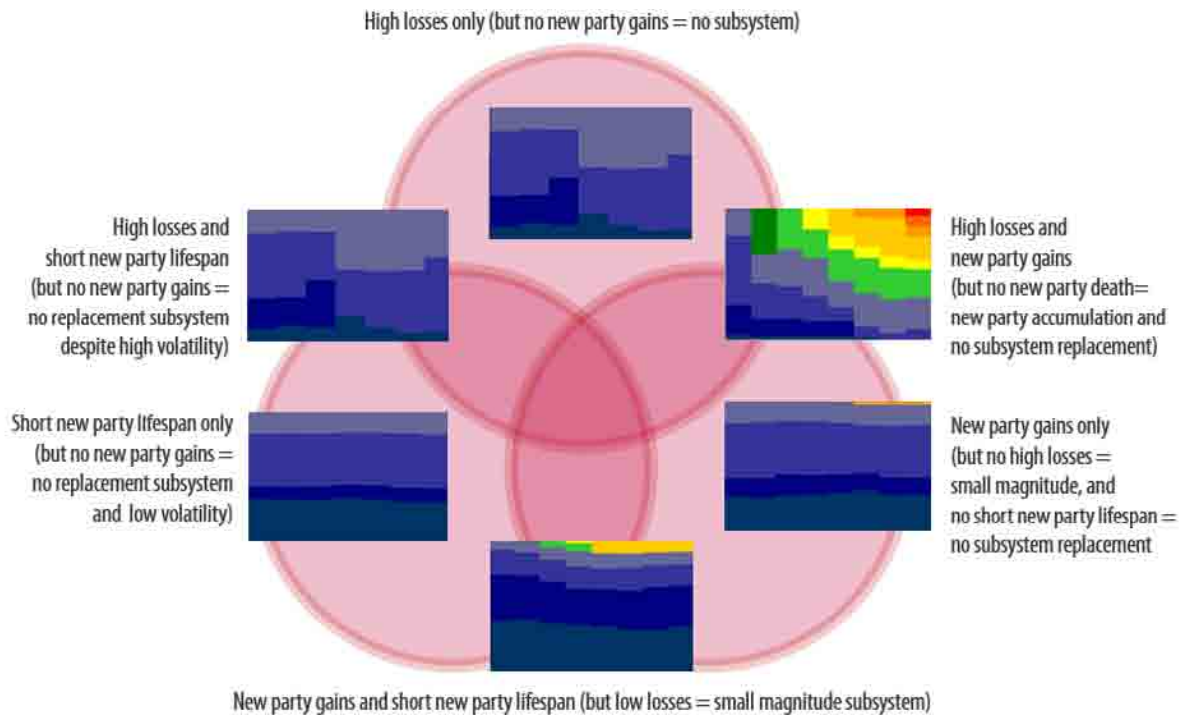 High losses only (but no new party gains = no subsystem)
High losses and
short new party lifespan
(but no new party gains =
no replacement subsystem
despite high volatility)
High losses and
new party gains
(but no new party death=
new party accumulation and
no subsystem replacement)
Short new party lifespan only
(but no new party gains =
no replacement subsystem
and low volatility)
New party gains only
(but no high losses =
small magnitude, and
no short new party lifespan =
no subsystem replacement
New party gains and short new party lifespan (but low losses = small magnitude subsystem)